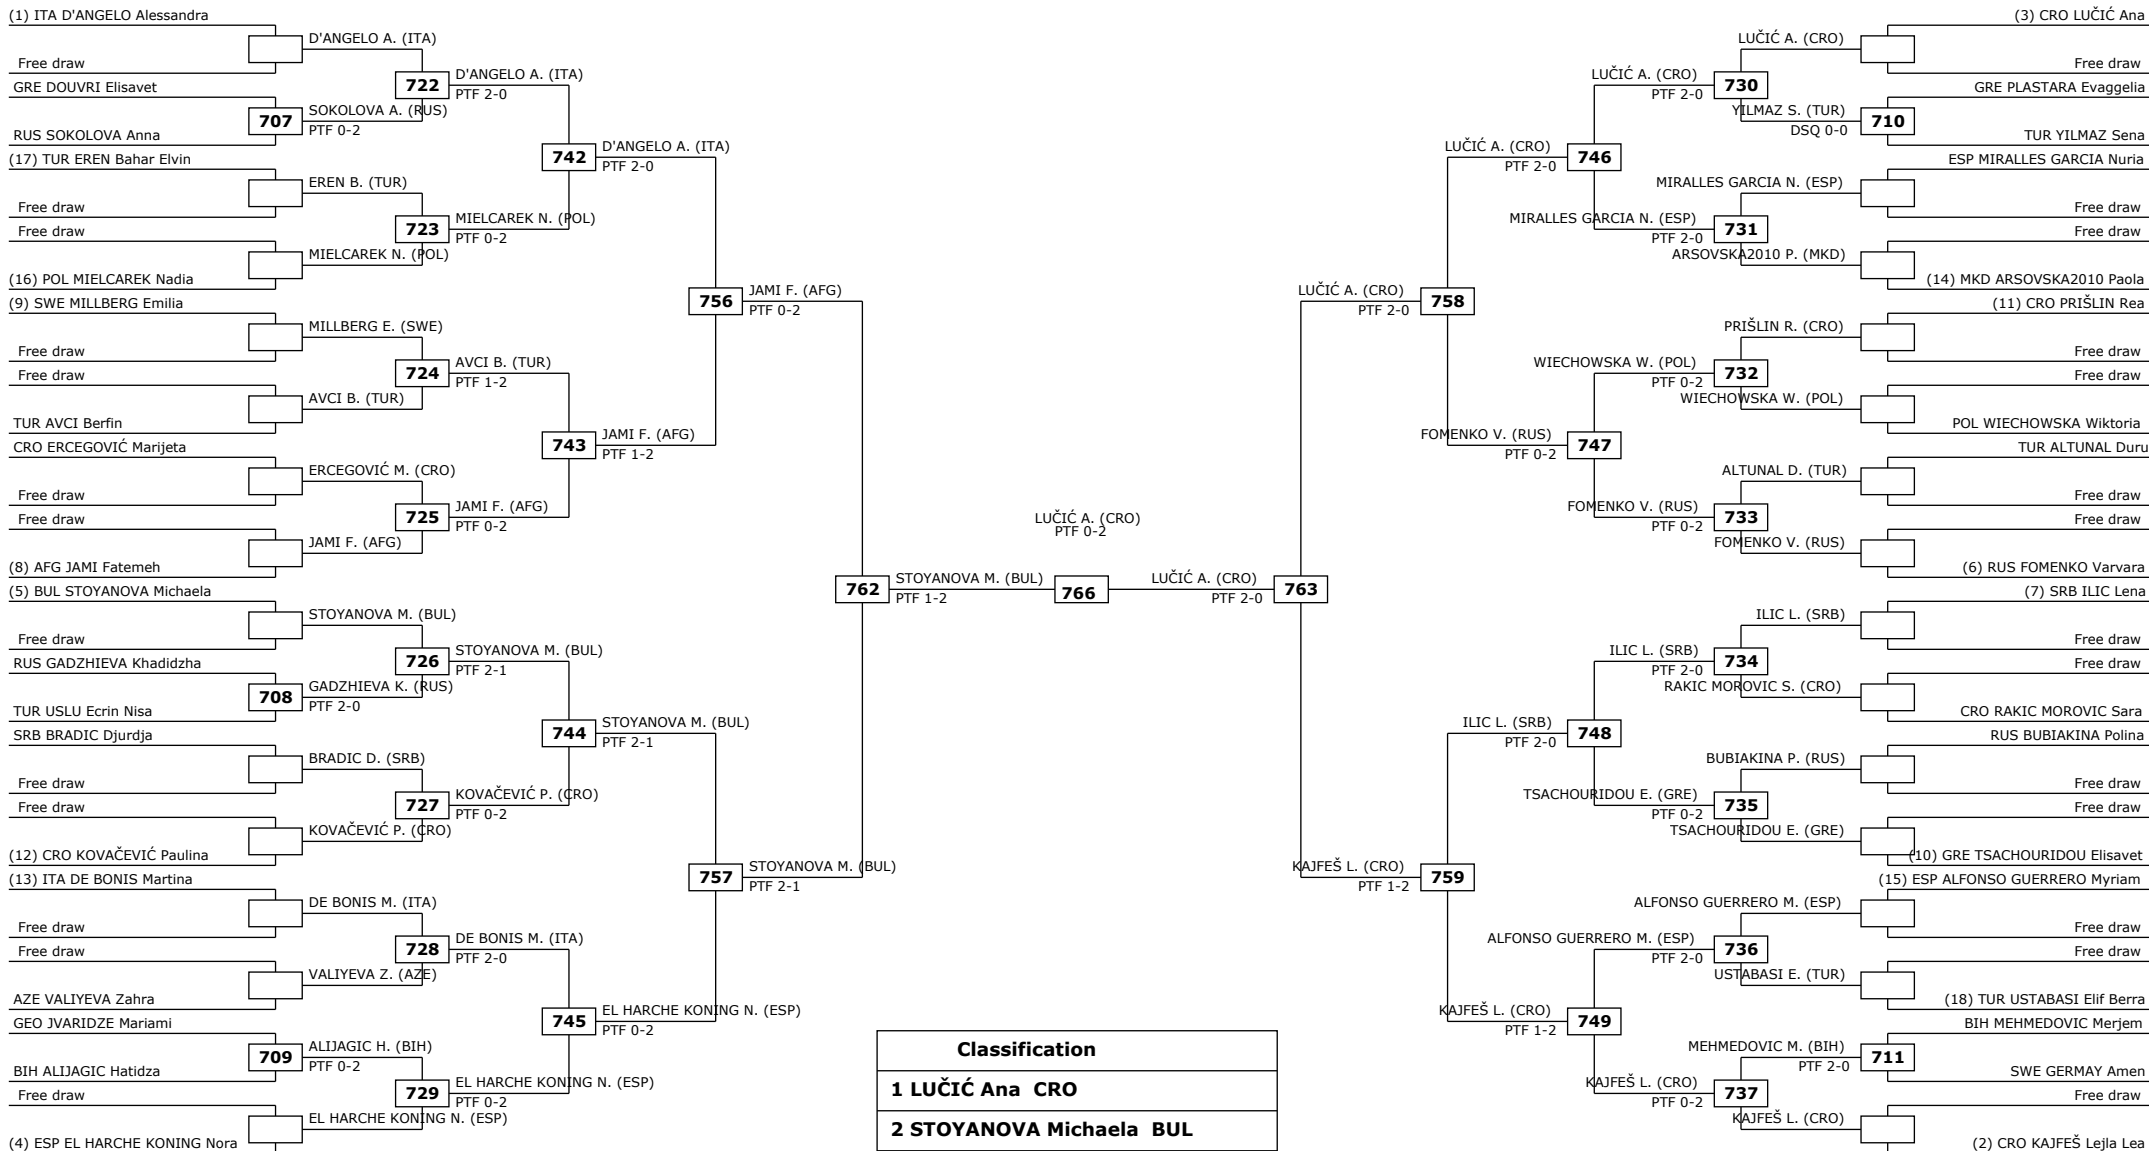 (1) ITA D'ANGELO Alessandra
Free draw
GRE DOUVRI Elisavet
RUS SOKOLOVA Anna
(17) TUR EREN Bahar Elvin
Free draw
Free draw
(16) POL MIELCAREK Nadia
(9) SWE MILLBERG Emilia
Free draw
Free draw
TUR AVCI Berfin
CRO ERCEGOVIĆ Marijeta
Free draw
Free draw
(8) AFG JAMI Fatemeh
(5) BUL STOYANOVA Michaela
Free draw
RUS GADZHIEVA Khadidzha
TUR USLU Ecrin Nisa
SRB BRADIC Djurdja
Free draw
Free draw
(12) CRO KOVAČEVIĆ Paulina
(13) ITA DE BONIS Martina
Free draw
Free draw
AZE VALIYEVA Zahra
GEO JVARIDZE Mariami
BIH ALIJAGIC Hatidza
Free draw
(4) ESP EL HARCHE KONING Nora
D'ANGELO A. (ITA)
707
SOKOLOVA A. (RUS)
PTF 0-2
EREN B. (TUR)
MIELCAREK N. (POL)
MILLBERG E. (SWE)
AVCI B. (TUR)
ERCEGOVIĆ M. (CRO)
JAMI F. (AFG)
STOYANOVA M. (BUL)
708
GADZHIEVA K. (RUS)
PTF 2-0
BRADIC D. (SRB)
KOVAČEVIĆ P. (CRO)
DE BONIS M. (ITA)
VALIYEVA Z. (AZE)
709
ALIJAGIC H. (BIH)
PTF 0-2
EL HARCHE KONING N. (ESP)
722
D'ANGELO A. (ITA)
PTF 2-0
723
MIELCAREK N. (POL)
PTF 0-2
724
AVCI B. (TUR)
PTF 1-2
725
JAMI F. (AFG)
PTF 0-2
726
STOYANOVA M. (BUL)
PTF 2-1
727
KOVAČEVIĆ P. (CRO)
PTF 0-2
728
DE BONIS M. (ITA)
PTF 2-0
729
EL HARCHE KONING N. (ESP)
PTF 0-2
742
D'ANGELO A. (ITA)
PTF 2-0
743
JAMI F. (AFG)
PTF 1-2
744
STOYANOVA M. (BUL)
PTF 2-1
745
EL HARCHE KONING N. (ESP)
PTF 0-2
756
JAMI F. (AFG)
PTF 0-2
757
STOYANOVA M. (BUL)
PTF 2-1
762
STOYANOVA M. (BUL)
PTF 1-2
LUČIĆ A. (CRO)
PTF 0-2
766
LUČIĆ A. (CRO)
PTF 2-0
763
LUČIĆ A. (CRO)
PTF 2-0
758
KAJFEŠ L. (CRO)
PTF 1-2
759
LUČIĆ A. (CRO)
PTF 2-0
746
FOMENKO V. (RUS)
PTF 0-2
747
ILIC L. (SRB)
PTF 2-0
748
KAJFEŠ L. (CRO)
PTF 1-2
749
LUČIĆ A. (CRO)
PTF 2-0
730
MIRALLES GARCIA N. (ESP)
PTF 2-0
731
WIECHOWSKA W. (POL)
PTF 0-2
732
FOMENKO V. (RUS)
PTF 0-2
733
ILIC L. (SRB)
PTF 2-0
734
TSACHOURIDOU E. (GRE)
PTF 0-2
735
ALFONSO GUERRERO M. (ESP)
PTF 2-0
736
KAJFEŠ L. (CRO)
PTF 0-2
737
LUČIĆ A. (CRO)
YILMAZ S. (TUR)
DSQ 0-0
710
MIRALLES GARCIA N. (ESP)
ARSOVSKA2010 P. (MKD)
PRIŠLIN R. (CRO)
WIECHOWSKA W. (POL)
ALTUNAL D. (TUR)
FOMENKO V. (RUS)
ILIC L. (SRB)
RAKIC MOROVIC S. (CRO)
BUBIAKINA P. (RUS)
TSACHOURIDOU E. (GRE)
ALFONSO GUERRERO M. (ESP)
USTABASI E. (TUR)
MEHMEDOVIC M. (BIH)
PTF 2-0
711
KAJFEŠ L. (CRO)
(3) CRO LUČIĆ Ana
Free draw
GRE PLASTARA Evaggelia
TUR YILMAZ Sena
ESP MIRALLES GARCIA Nuria
Free draw
Free draw
(14) MKD ARSOVSKA2010 Paola
(11) CRO PRIŠLIN Rea
Free draw
Free draw
POL WIECHOWSKA Wiktoria
TUR ALTUNAL Duru
Free draw
Free draw
(6) RUS FOMENKO Varvara
(7) SRB ILIC Lena
Free draw
Free draw
CRO RAKIC MOROVIC Sara
RUS BUBIAKINA Polina
Free draw
Free draw
(10) GRE TSACHOURIDOU Elisavet
(15) ESP ALFONSO GUERRERO Myriam
Free draw
Free draw
(18) TUR USTABASI Elif Berra
BIH MEHMEDOVIC Merjem
SWE GERMAY Amen
Free draw
(2) CRO KAJFEŠ Lejla Lea
Classification
1 LUČIĆ Ana CRO
2 STOYANOVA Michaela BUL